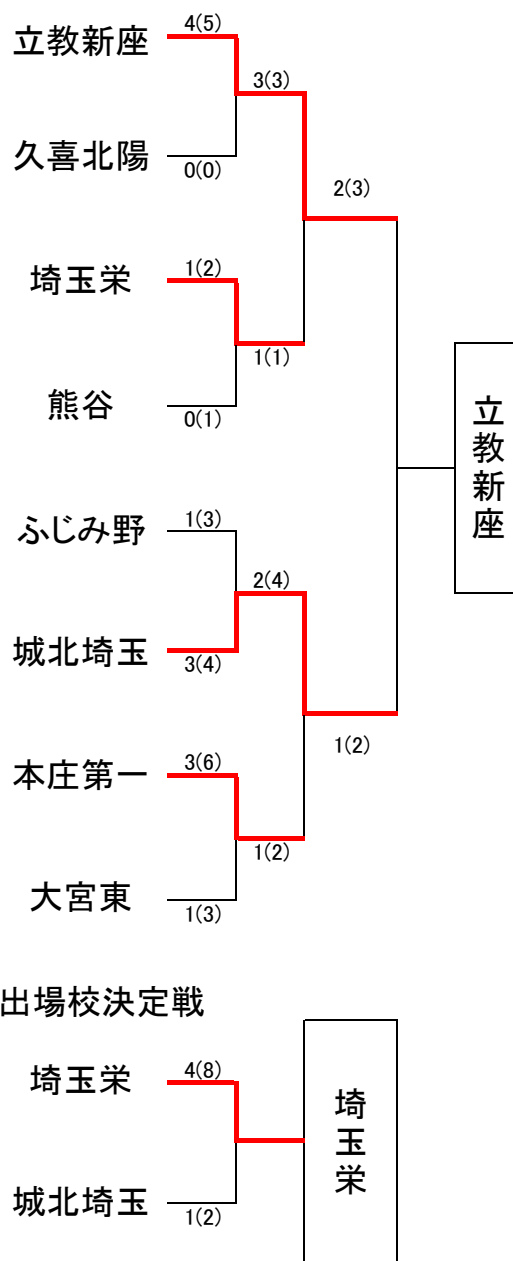 立教新座
4(5)
3(3)
久喜北陽
0(0)
2(3)
埼玉栄
1(2)
1(1)
熊谷
0(1)
立教新座
ふじみ野
1(3)
2(4)
城北埼玉
3(4)
1(2)
本庄第一
3(6)
1(2)
大宮東
1(3)
出場校決定戦
埼玉栄
4(8)
埼玉栄
城北埼玉
1(2)